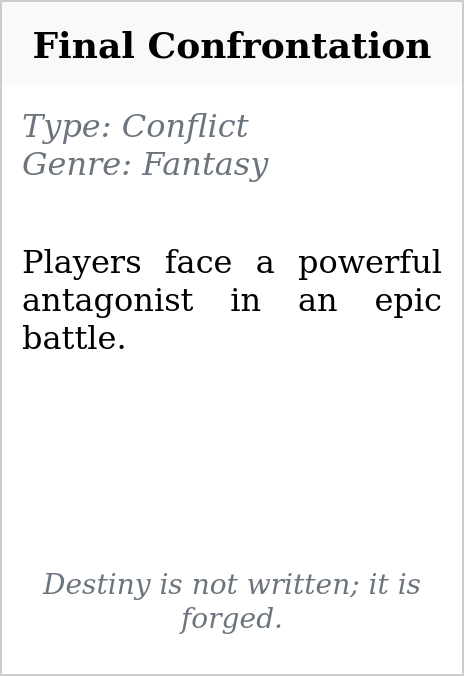 Final Confrontation
Type: Conflict
Genre: Fantasy
Players face a powerful
antagonist in an epic
battle.
Destiny is not written; it is
forged.